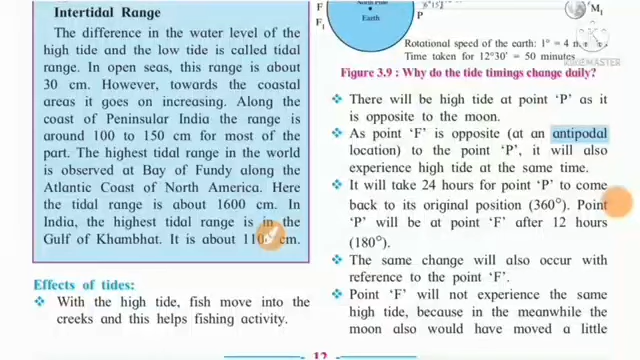 Intertidal Range
The difference in the water level of the
high tide and the low tide is called tidal
range. In open seas, this range is about
30 cm. However, towards the coastal
areas it goes on increasing. Along the
coast of Peninsular India the range is
around 100 to 150 cm for most of the
part. The highest tidal range in the world
is observed at Bay of Fundy along the
Atlantic Coast of North America. Here
the tidal range is about 1600 cm. In
India, the highest tidal range is in the
Gulf of Khambhat. It is about 1100 cm.
Effects of tides:
With the high tide, fish move into the
creeks and this helps fishing activity.
F
F₁
North Pole
Earth
P
M₁
Rotational speed of the earth: 1° = 4
Time taken for 12°30' = 50 minutes
KINEMASTER
Figure 3.9: Why do the tide timings change daily?
There will be high tide at point 'P' as it
is opposite to the moon.
As point 'F' is opposite (at an antipodal
location) to the point 'P', it will also
experience high tide at the same time.
It will take 24 hours for point 'P' to come
back to its original position (360°). Point
'P' will be at point 'F' after 12 hours
(180°).
The same change will also occur with
reference to the point 'F'.
Point 'F' will not experience the same
high tide, because in the meanwhile the
moon also would have moved a little
12